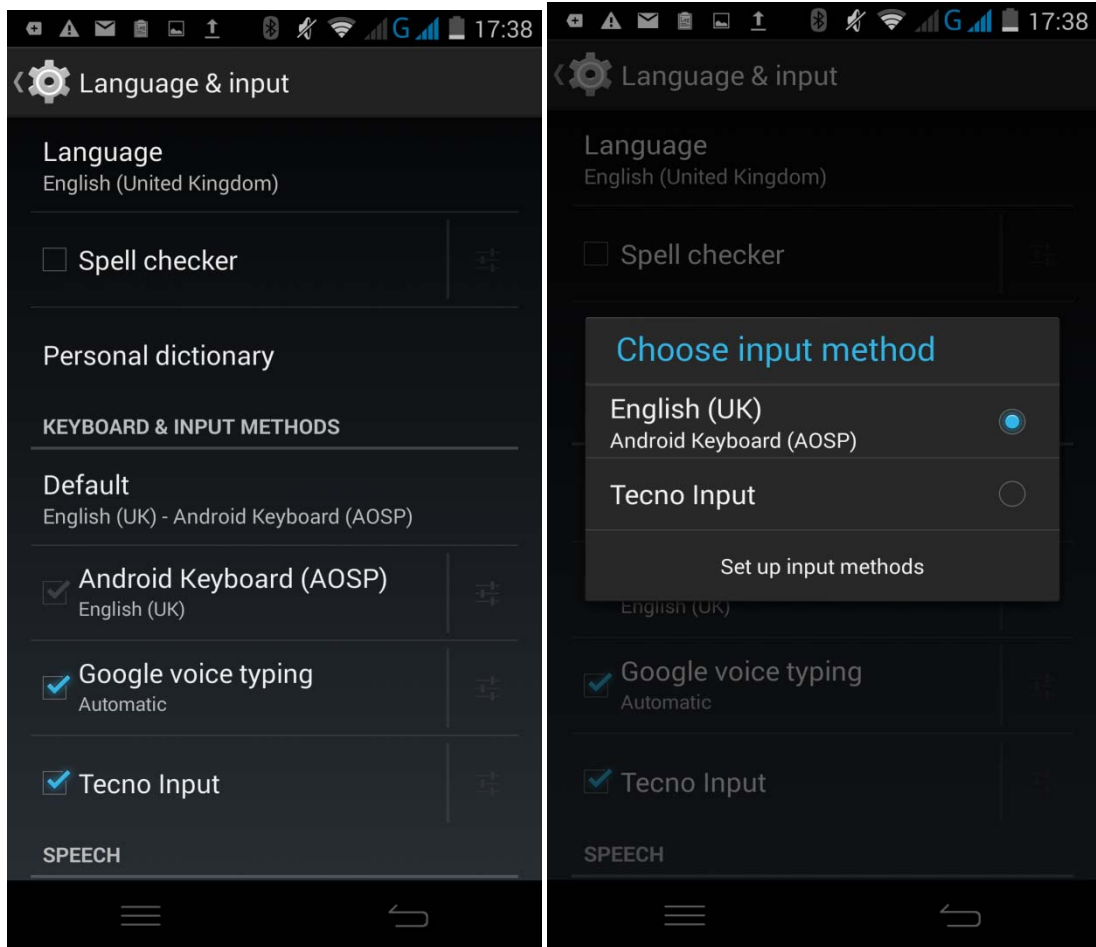 G 17:38
Language & input
Language
English (United Kingdom)
Spell checker
Personal dictionary
KEYBOARD & INPUT METHODS
Default
English (UK) - Android Keyboard (AOSP)
Android Keyboard (AOSP)
English (UK)
Google voice typing
Automatic
Tecno Input
SPEECH
G 17:38
Language & input
Language
English (United Kingdom)
Spell checker
Choose input method
English (UK)
Android Keyboard (AOSP)
Tecno Input
Set up input methods
English (UK)
Google voice typing
Automatic
Tecno Input
SPEECH